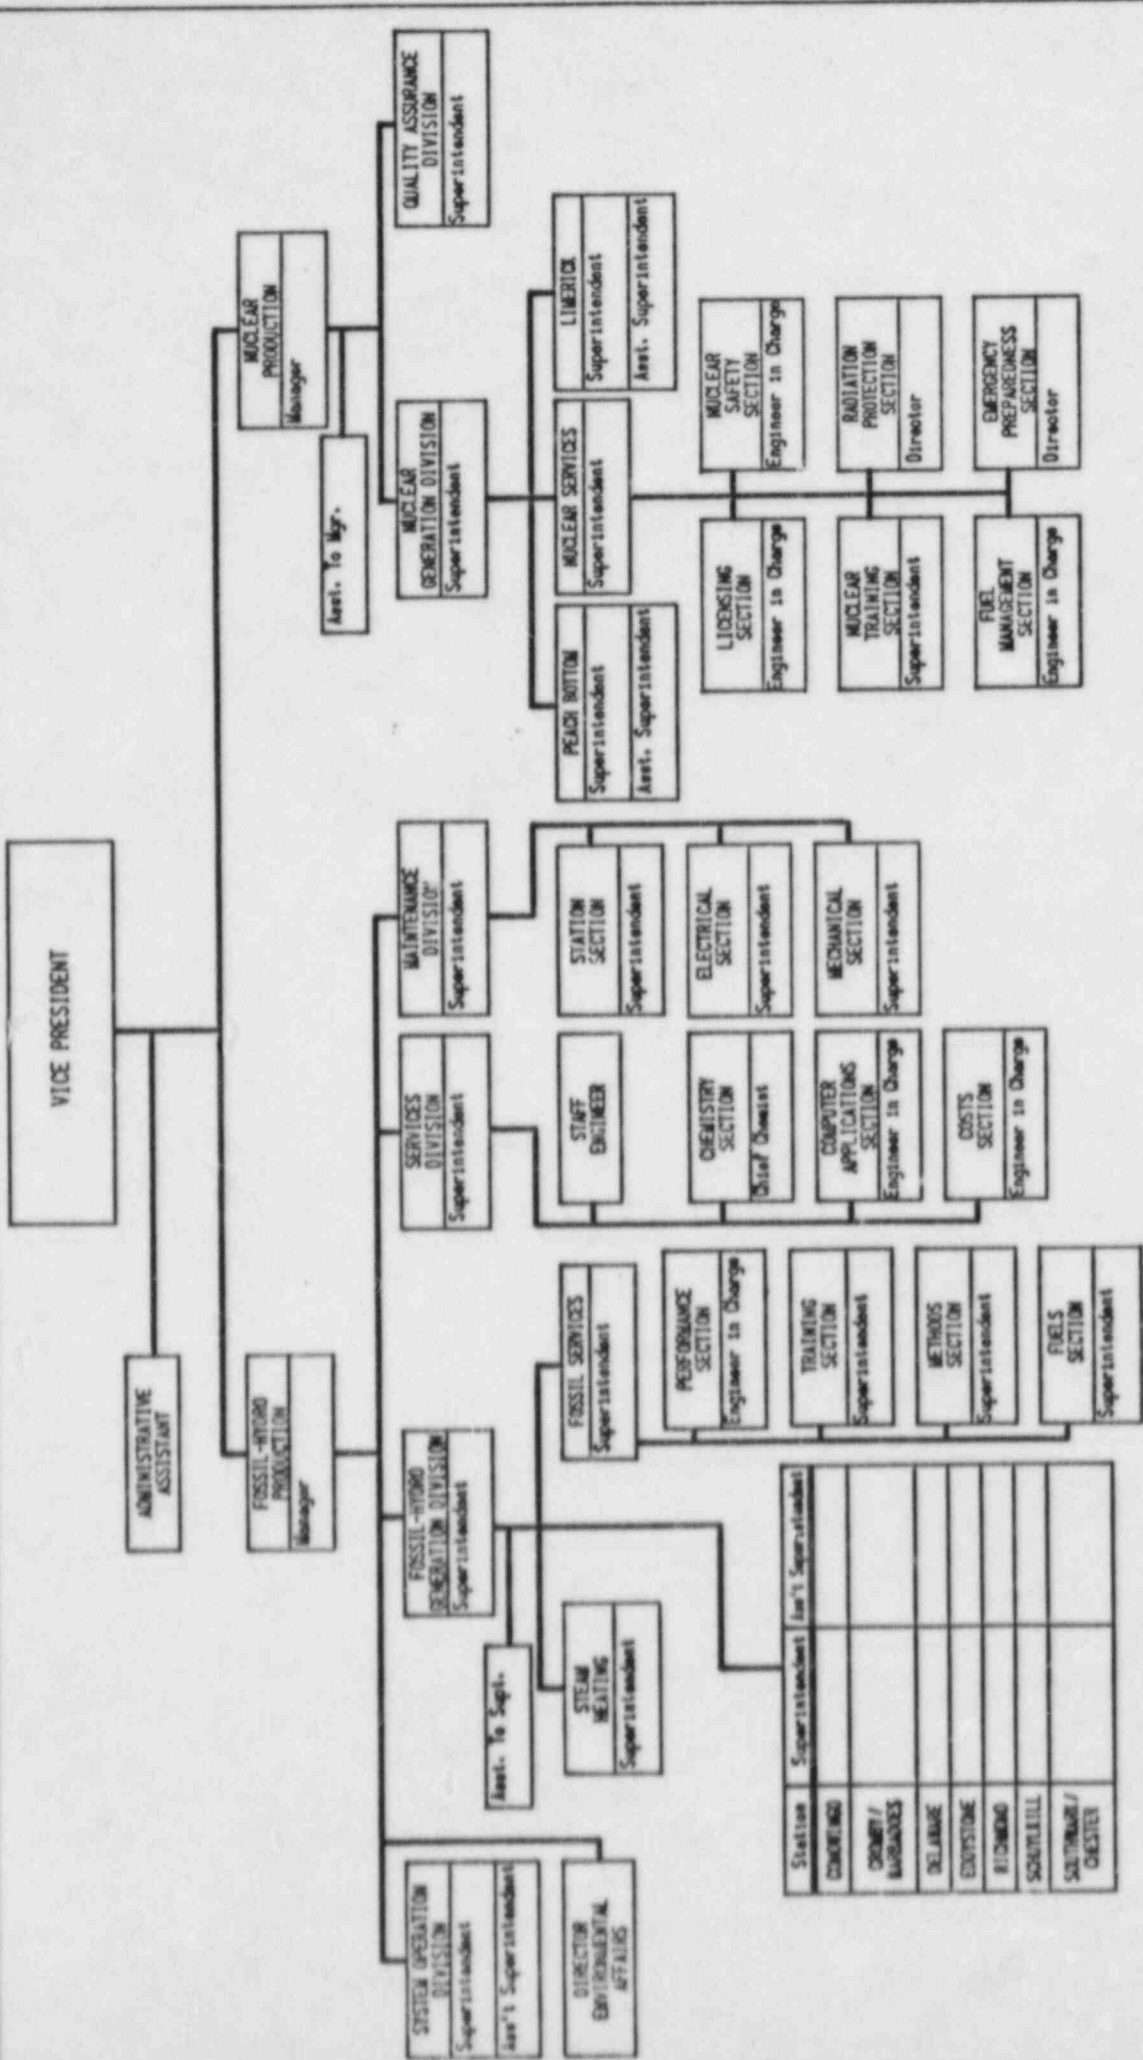 VICE PRESIDENT
ADMINISTRATIVE
ASSISTANT
FOSSIL-HYDRO
PRODUCTION
Manager
NUCLEAR
PRODUCTION
Manager
Asst. To Mgr.
SYSTEM OPERATION
DIVISION
Superintendent
Ass't Superintendent
DIRECTOR
ENVIRONMENTAL
AFFAIRS
FOSSIL-HYDRO
GENERATION DIVISION
Superintendent
Asst. To Supt.
STEAM
HEATING
Superintendent
FOSSIL SERVICES
Superintendent
PERFORMANCE
SECTION
Engineer in Charge
TRAINING
SECTION
Superintendent
METHODS
SECTION
Superintendent
FUELS
SECTION
Superintendent
Station Superintendent Ass't Superintendent
CONOWINGO
CROMBY/
BARBADOES
DELAWARE
EDDYSTONE
RICHMOND
SCHUYLKILL
SOUTHWARK/
CHESTER
SERVICES
DIVISION
Superintendent
STAFF
ENGINEER
CHEMISTRY
SECTION
Chief Chemist
COMPUTER
APPLICATIONS
SECTION
Engineer in Charge
COSTS
SECTION
Engineer in Charge
MAINTENANCE
DIVISION
Superintendent
STATION
SECTION
Superintendent
ELECTRICAL
SECTION
Superintendent
MECHANICAL
SECTION
Superintendent
NUCLEAR
GENERATION DIVISION
Superintendent
QUALITY ASSURANCE
DIVISION
Superintendent
PEACH BOTTOM
Superintendent
Asst. Superintendent
NUCLEAR SERVICES
Superintendent
LIMERICK
Superintendent
Asst. Superintendent
LICENSING
SECTION
Engineer in Charge
NUCLEAR
SAFETY
SECTION
Engineer in Charge
NUCLEAR
TRAINING
SECTION
Superintendent
RADIATION
PROTECTION
SECTION
Director
FUEL
MANAGEMENT
SECTION
Engineer in Charge
EMERGENCY
PREPAREDNESS
SECTION
Director